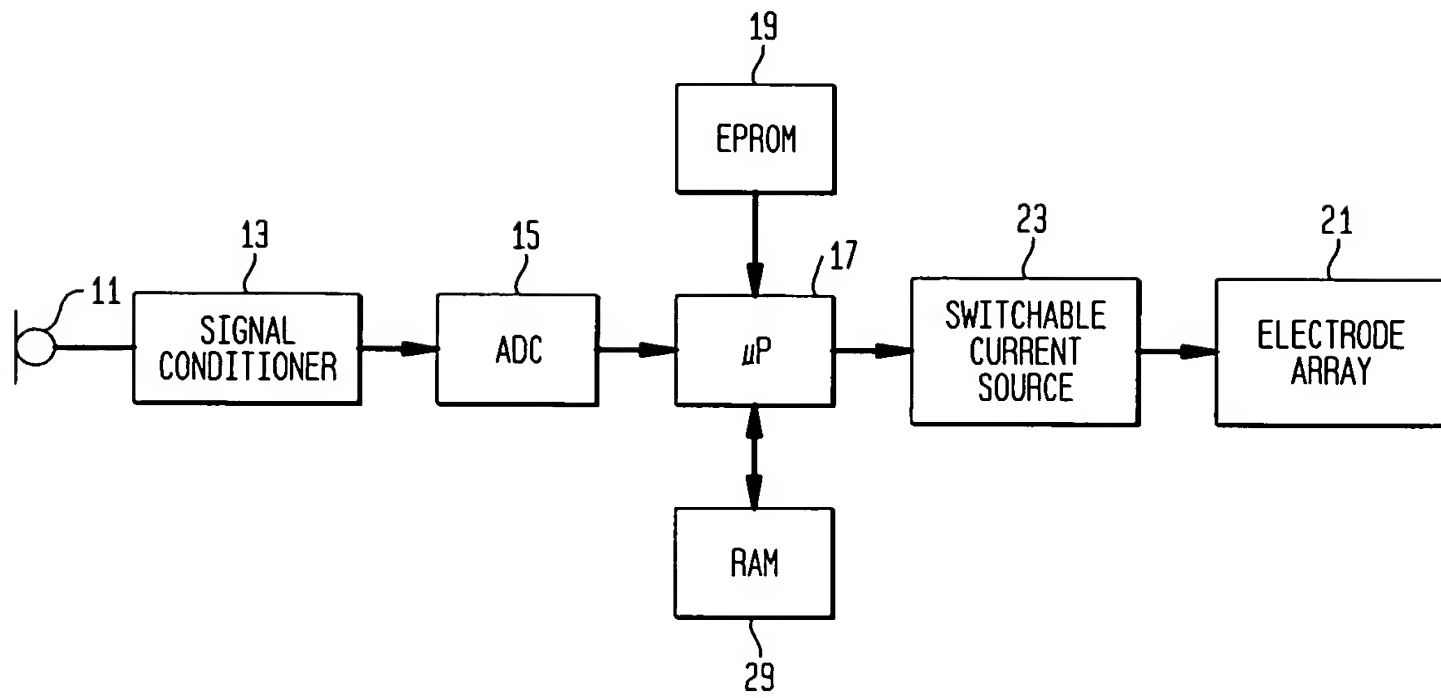 19
EPROM
13
15
17
23
21
11
SIGNAL
CONDITIONER
ADC
μP
SWITCHABLE
CURRENT
SOURCE
ELECTRODE
ARRAY
RAM
29